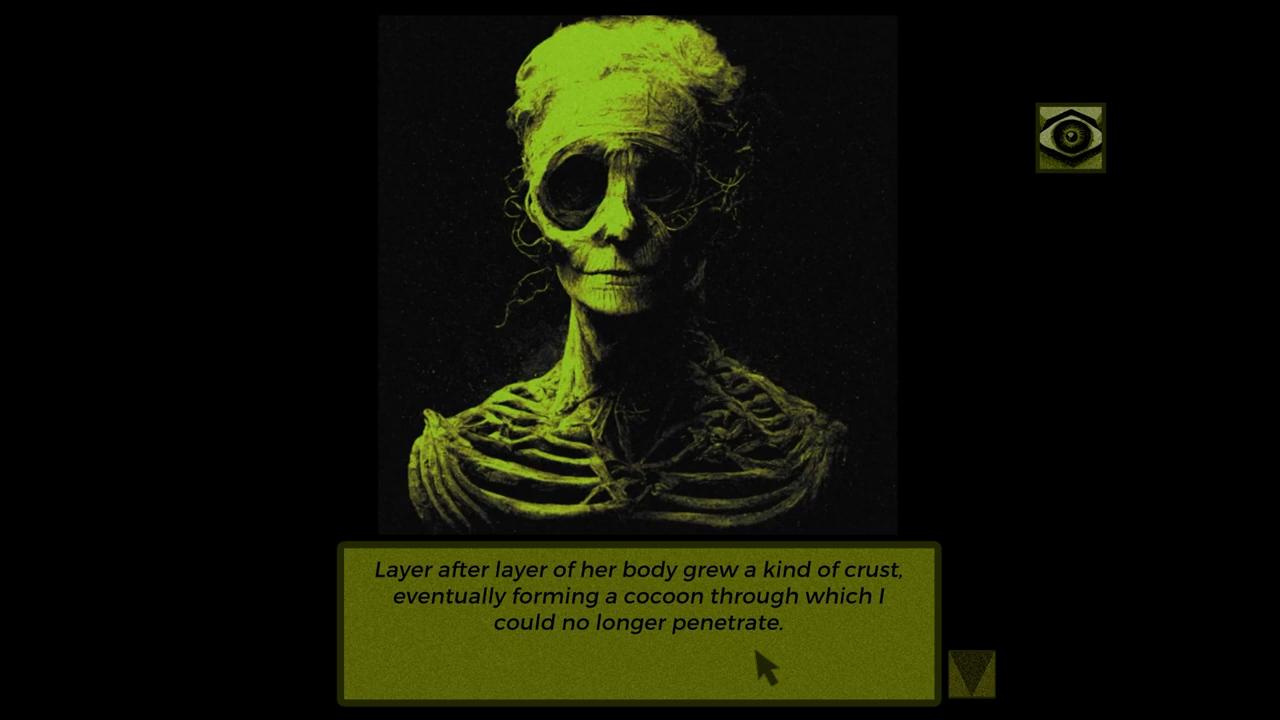 Layer after layer of her body grew a kind of crust,
eventually forming a cocoon through which I
could no longer penetrate.